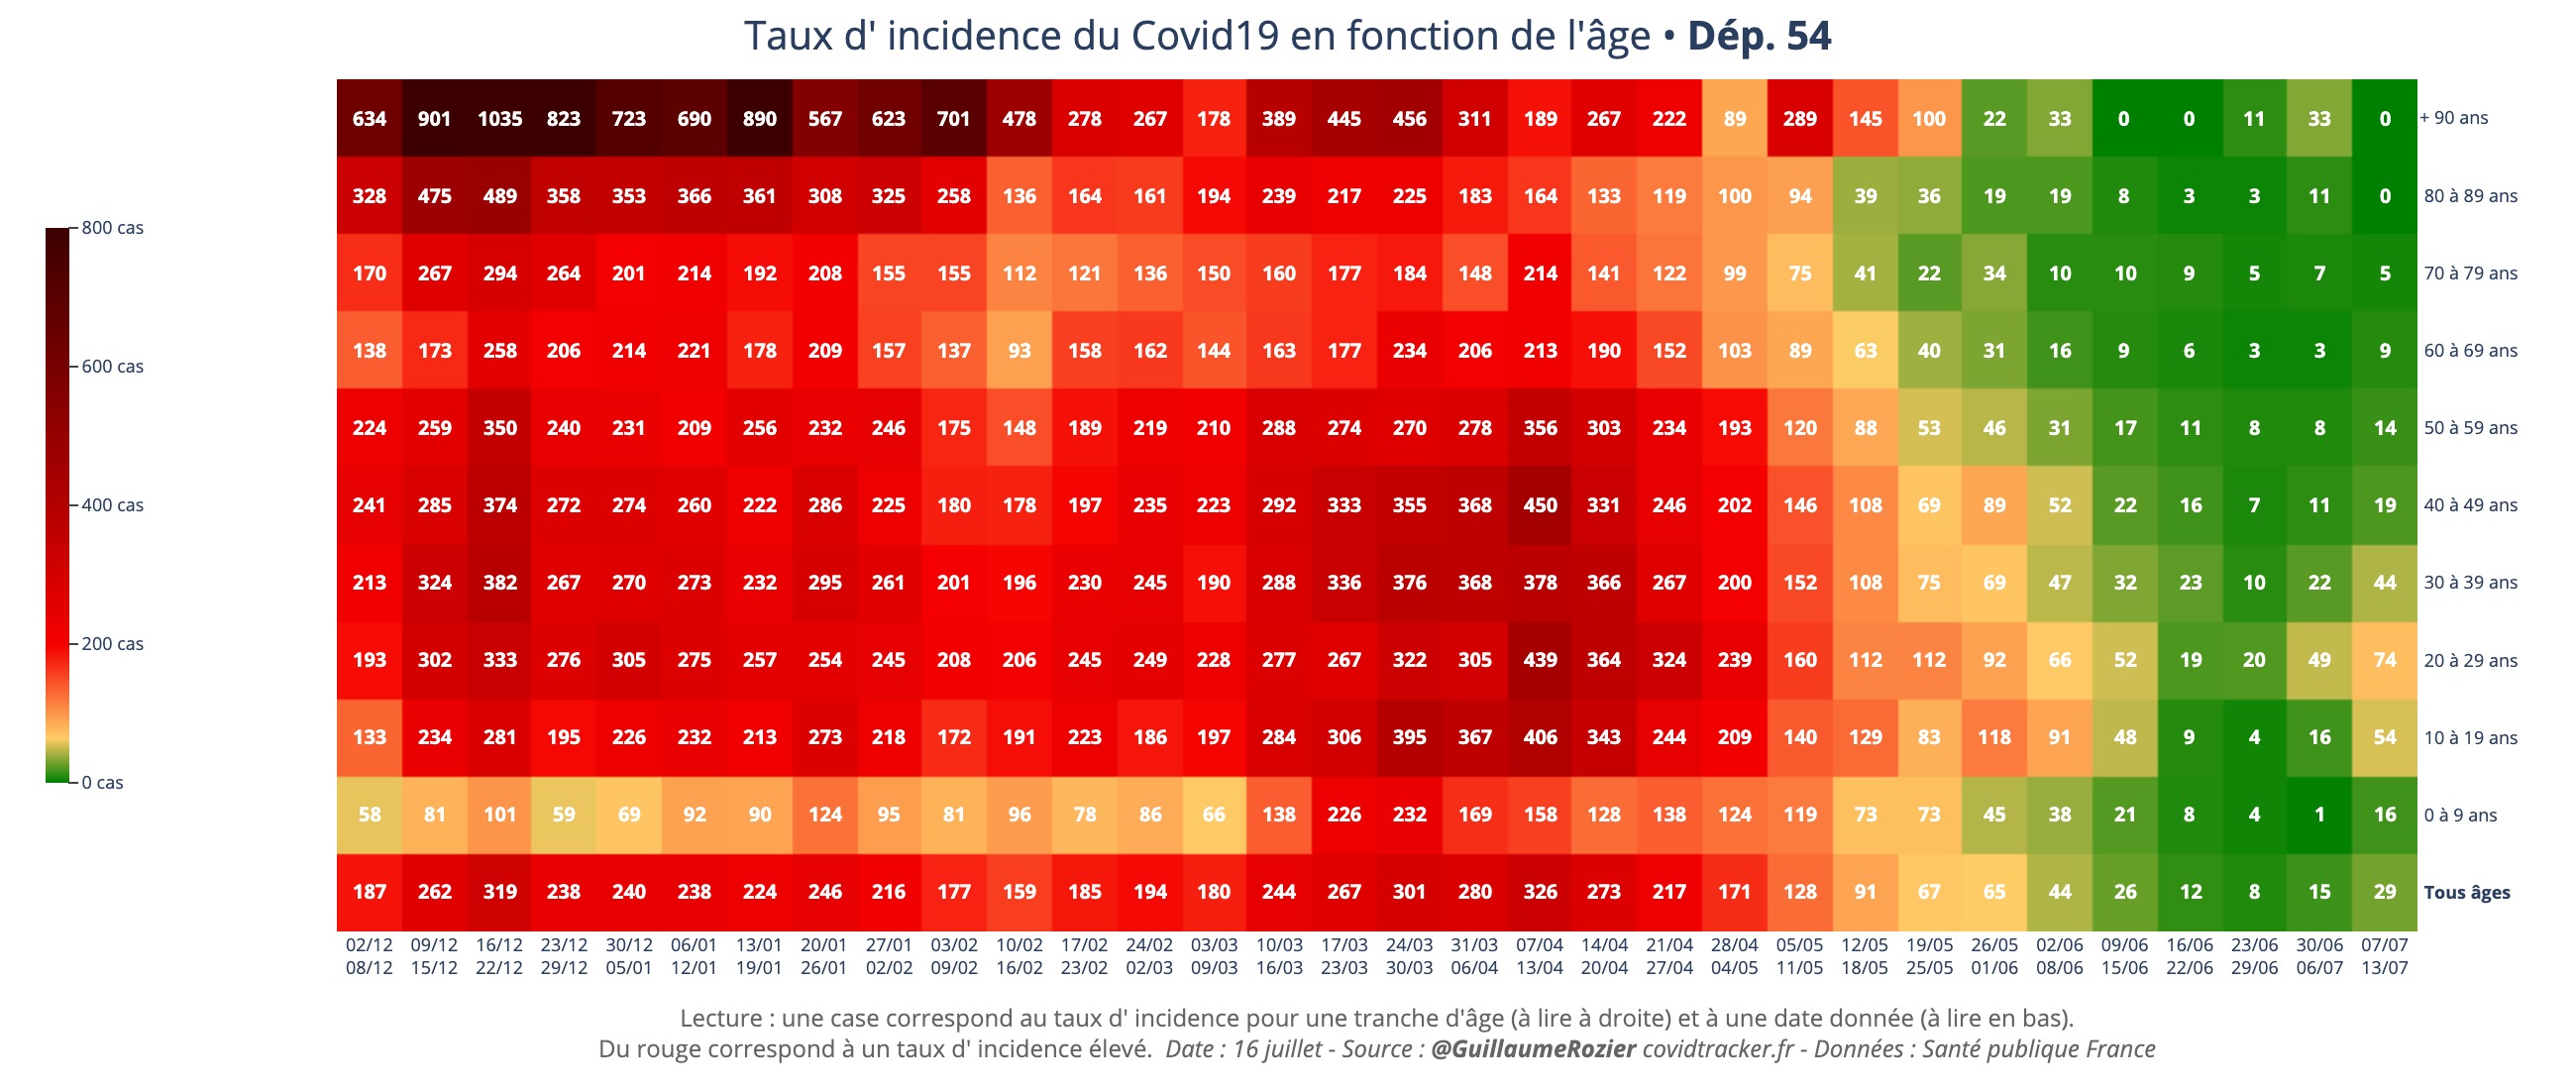 Taux d' incidence du Covid19 en fonction de l'âge • Dép. 54
634 901 1035 823 723 690 890 567 623 701 478 278 267 178 389 445 456 311 189 267 222 89 289 145 100 22 33 0 0 11 33 0 + 90 ans
328 475 489 358 353 366 361 308 325 258 136 164 161 194 239 217 225 183 164 133 119 100 94 39 36 19 19 8 3 3 11 0 80 à 89 ans
170 267 294 264 201 214 192 208 155 155 112 121 136 150 160 177 184 148 214 141 122 99 75 41 22 34 10 10 9 5 7 5 70 à 79 ans
138 173 258 206 214 221 178 209 157 137 93 158 162 144 163 177 234 206 213 190 152 103 89 63 40 31 16 9 6 3 3 9 60 à 69 ans
224 259 350 240 231 209 256 232 246 175 148 189 219 210 288 274 270 278 356 303 234 193 120 88 53 46 31 17 11 8 8 14 50 à 59 ans
241 285 374 272 274 260 222 286 225 180 178 197 235 223 292 333 355 368 450 331 246 202 146 108 69 89 52 22 16 7 11 19 40 à 49 ans
213 324 382 267 270 273 232 295 261 201 196 230 245 190 288 336 376 368 378 366 267 200 152 108 75 69 47 32 23 10 22 44 30 à 39 ans
193 302 333 276 305 275 257 254 245 208 206 245 249 228 277 267 322 305 439 364 324 239 160 112 112 92 66 52 19 20 49 74 20 à 29 ans
133 234 281 195 226 232 213 273 218 172 191 223 186 197 284 306 395 367 406 343 244 209 140 129 83 118 91 48 9 4 16 54 10 à 19 ans
58 81 101 59 69 92 90 124 95 81 96 78 86 66 138 226 232 169 158 128 138 124 119 73 73 45 38 21 8 4 1 16 0 à 9 ans
187 262 319 238 240 238 224 246 216 177 159 185 194 180 244 267 301 280 326 273 217 171 128 91 67 65 44 26 12 8 15 29 Tous âges
02/12 09/12 16/12 23/12 30/12 06/01 13/01 20/01 27/01 03/02 10/02 17/02 24/02 03/03 10/03 17/03 24/03 31/03 07/04 14/04 21/04 28/04 05/05 12/05 19/05 26/05 02/06 09/06 16/06 23/06 30/06 07/07
08/12 15/12 22/12 29/12 05/01 12/01 19/01 26/01 02/02 09/02 16/02 23/02 02/03 09/03 16/03 23/03 30/03 06/04 13/04 20/04 27/04 04/05 11/05 18/05 25/05 01/06 08/06 15/06 22/06 29/06 06/07 13/07
800 cas
600 cas
400 cas
200 cas
0 cas
Lecture : une case correspond au taux d' incidence pour une tranche d'âge (à lire à droite) et à une date donnée (à lire en bas).
Du rouge correspond à un taux d' incidence élevé. Date : 16 juillet - Source : @GuillaumeRozier covidtracker.fr - Données : Santé publique France